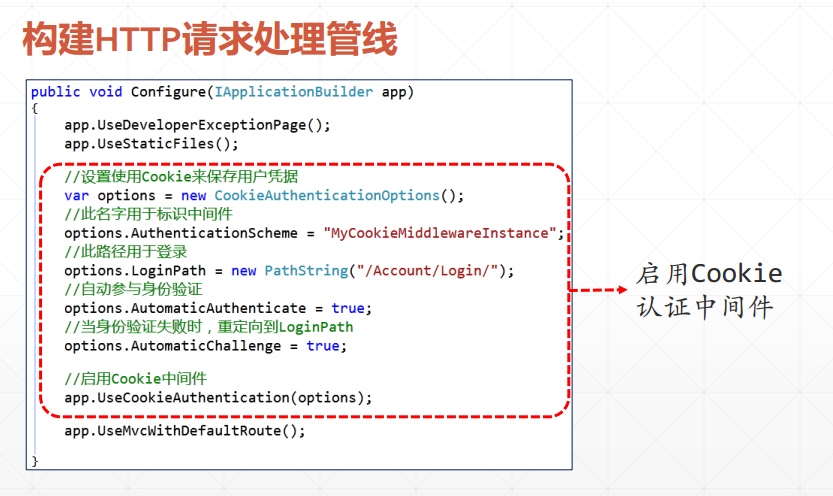 构建HTTP请求处理管线
public void Configure(IApplicationBuilder app)
{
app.UseDeveloperExceptionPage();
app.UseStaticFiles();
//设置使用Cookie来保存用户凭据
var options = new CookieAuthenticationOptions();
//此名字用于标识中间件
options.AuthenticationScheme = "MyCookieMiddlewareInstance";
//此路径用于登录
options.LoginPath = new PathString("/Account/Login/");
//自动参与身份验证
options.AutomaticAuthenticate = true;
//当身份验证失败时，重定向到LoginPath
options.AutomaticChallenge = true;
//启用Cookie中间件
app.UseCookieAuthentication(options);
app.UseMvcWithDefaultRoute();
}
启用Cookie
认证中间件